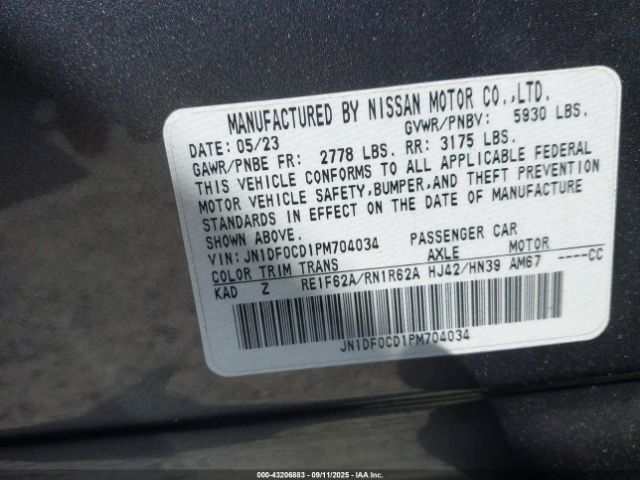 MANUFACTURED BY NISSAN MOTOR CO.,LTD.
DATE: 05/23 GVWR/PNBV: 5930 LBS.
GAWR/PNBE FR: 2778 LBS. RR: 3175 LBS.
THIS VEHICLE CONFORMS TO ALL APPLICABLE FEDERAL
MOTOR VEHICLE SAFETY,BUMPER,AND THEFT PREVENTION
STANDARDS IN EFFECT ON THE DATE OF MANUFACTURE
SHOWN ABOVE.
VIN: JN1DF0CD1PM704034 PASSENGER CAR
COLOR TRIM TRANS AXLE MOTOR
KAD Z RE1F62A/RN1R62A HJ42/HN39 AM67 ----CC
JN1DF0CD1PM704034
000-43206883 - 09/11/2025 - COPYRIGHT IAA, LLC.